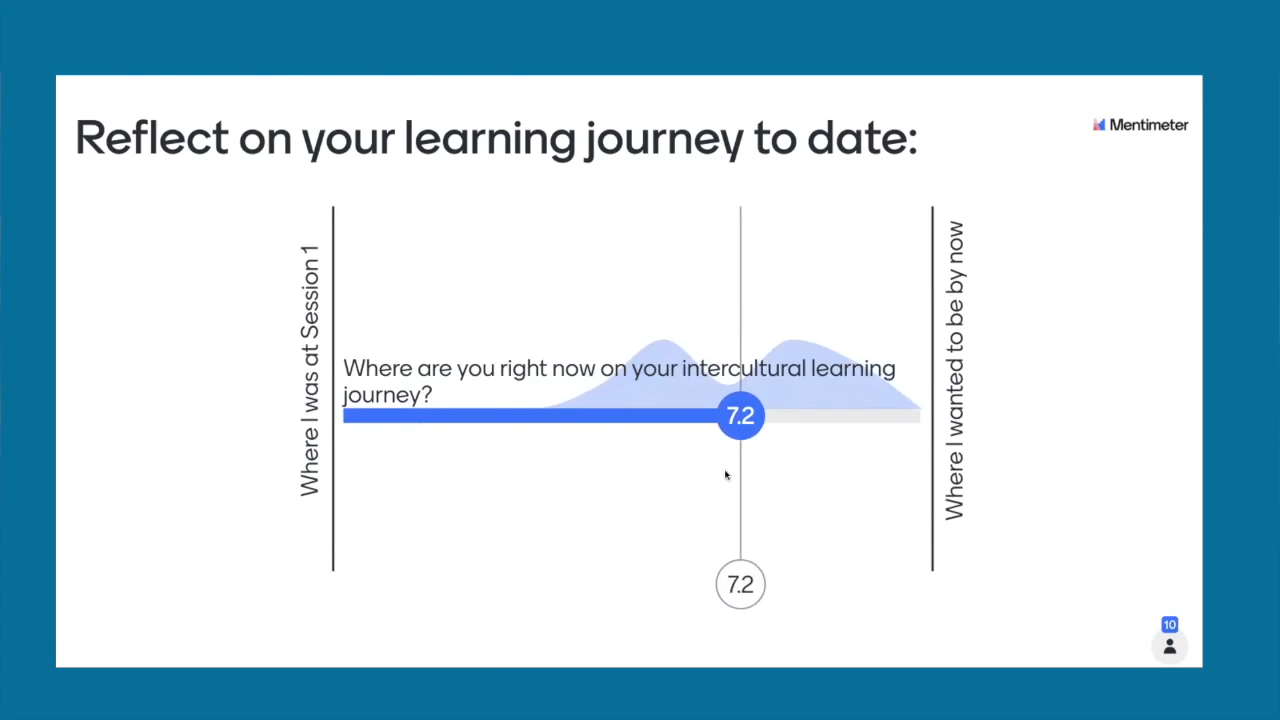 Reflect on your learning journey to date:
Mentimeter
Where I was at Session 1
Where are you right now on your intercultural learning
journey?
7.2
Where I wanted to be by now
7.2
10